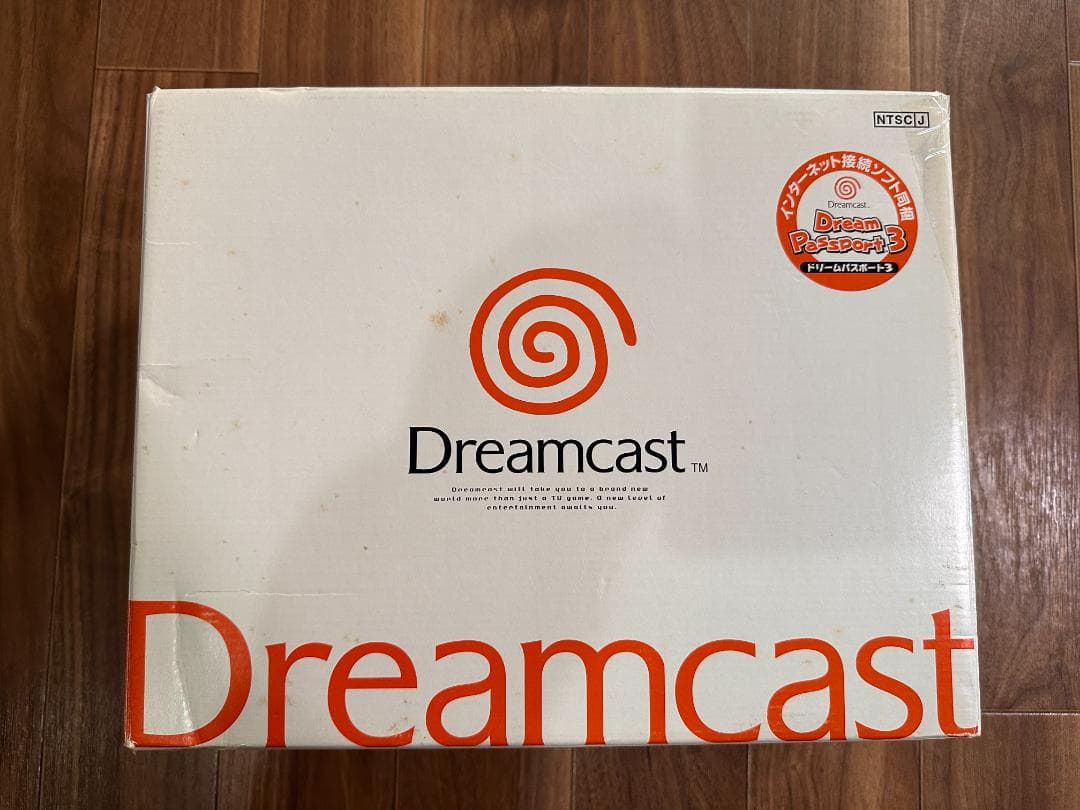 NTSC J
インターネット接続ソフト同梱
Dreamcast.
Dream
Passport 3
ドリームパスポート3
Dreamcast TM
Dreamcast will take you to a brand new
world more than just a TV game. A new level of
entertainment awaits you.
Dreamcast